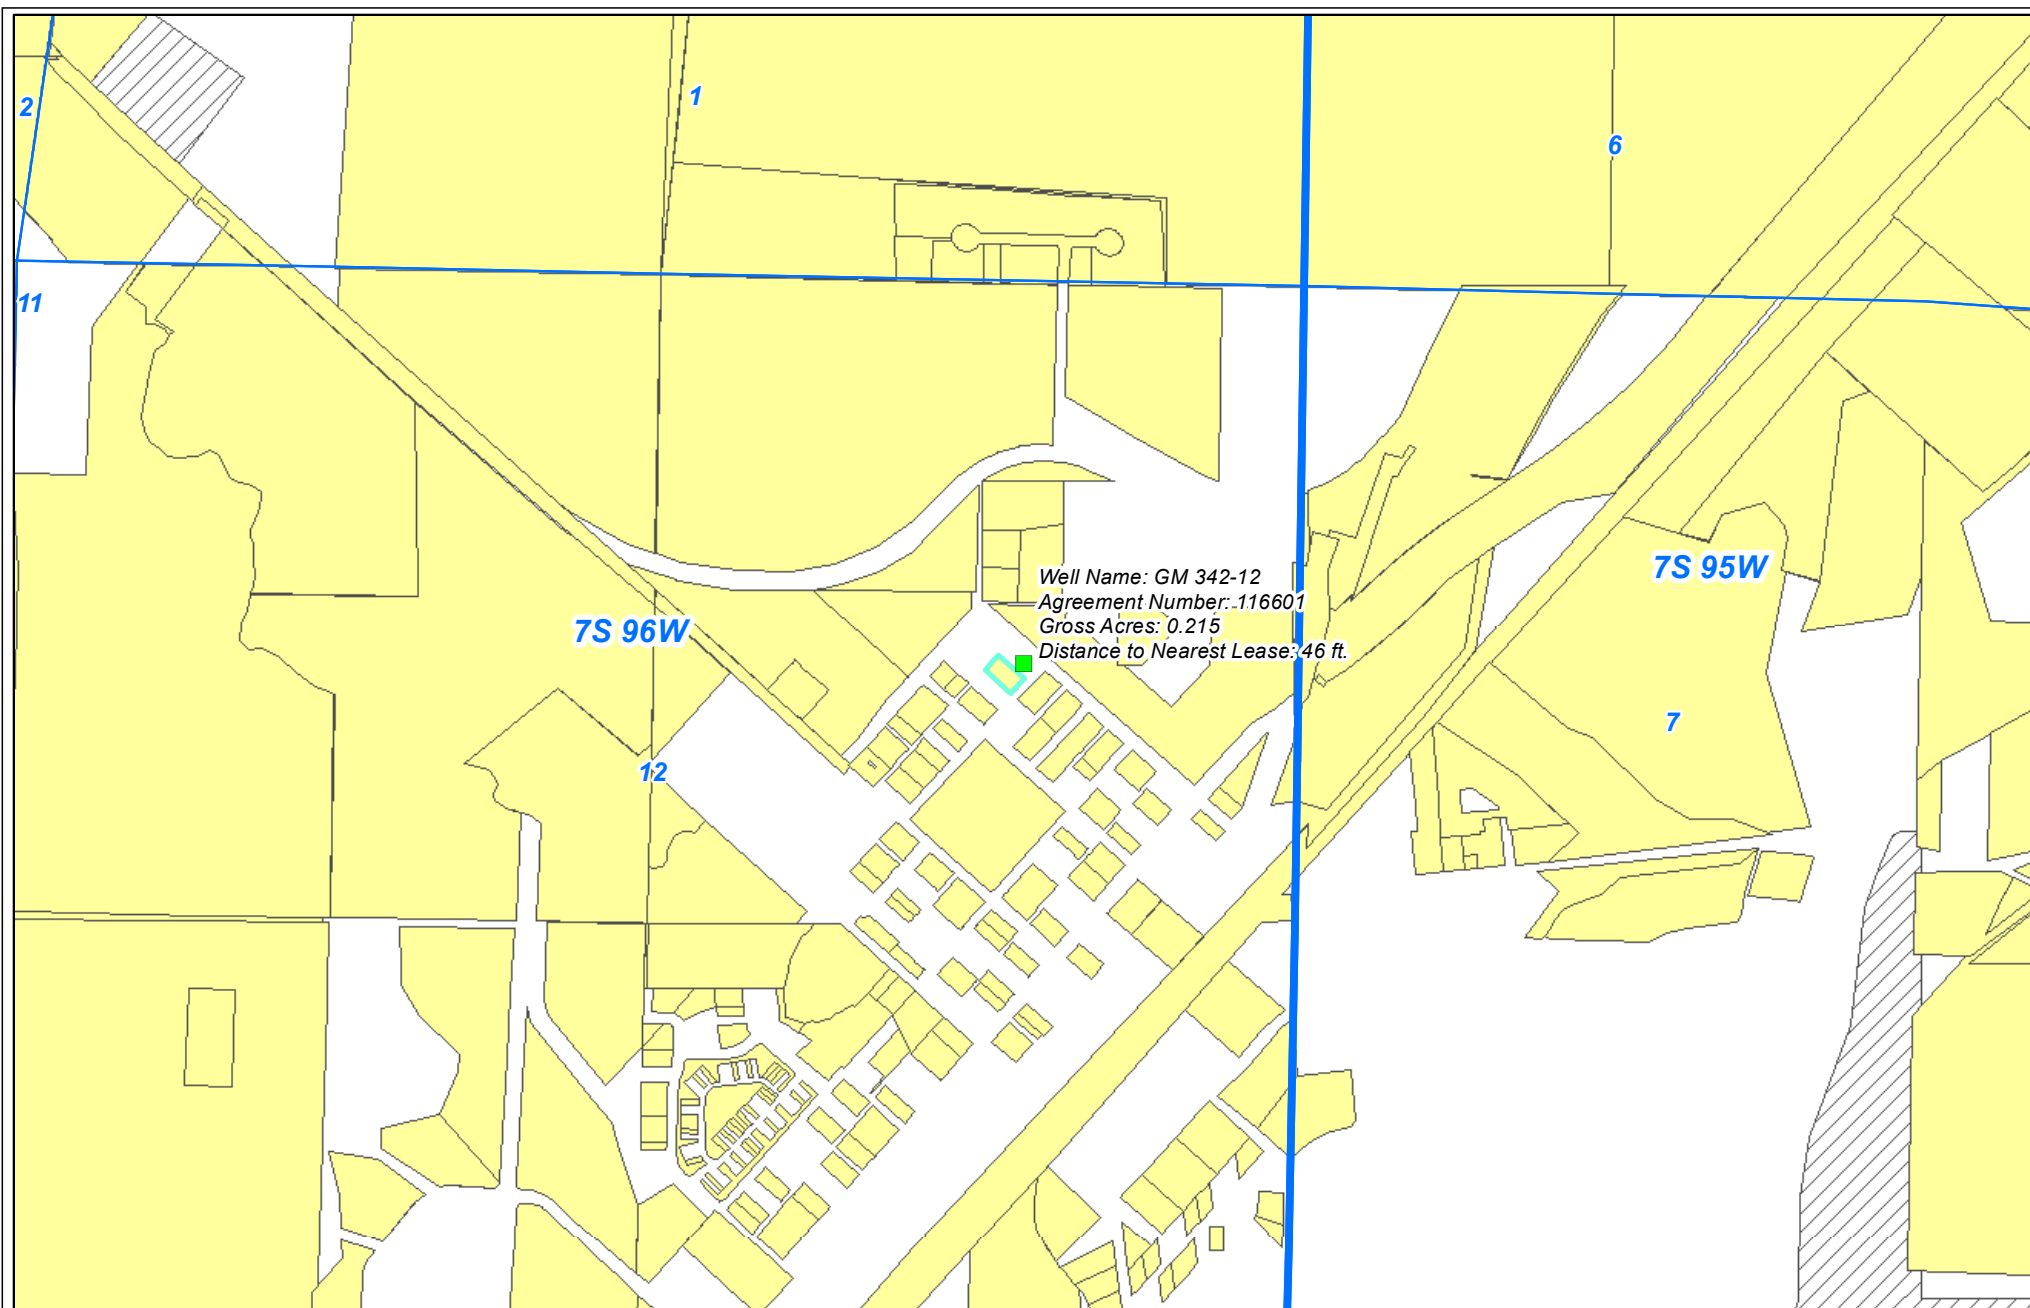 2
1
6
11
Well Name: GM 342-12
Agreement Number: 116601
Gross Acres: 0.215
Distance to Nearest Lease: 46 ft.
7S 95W
7S 96W
7
12